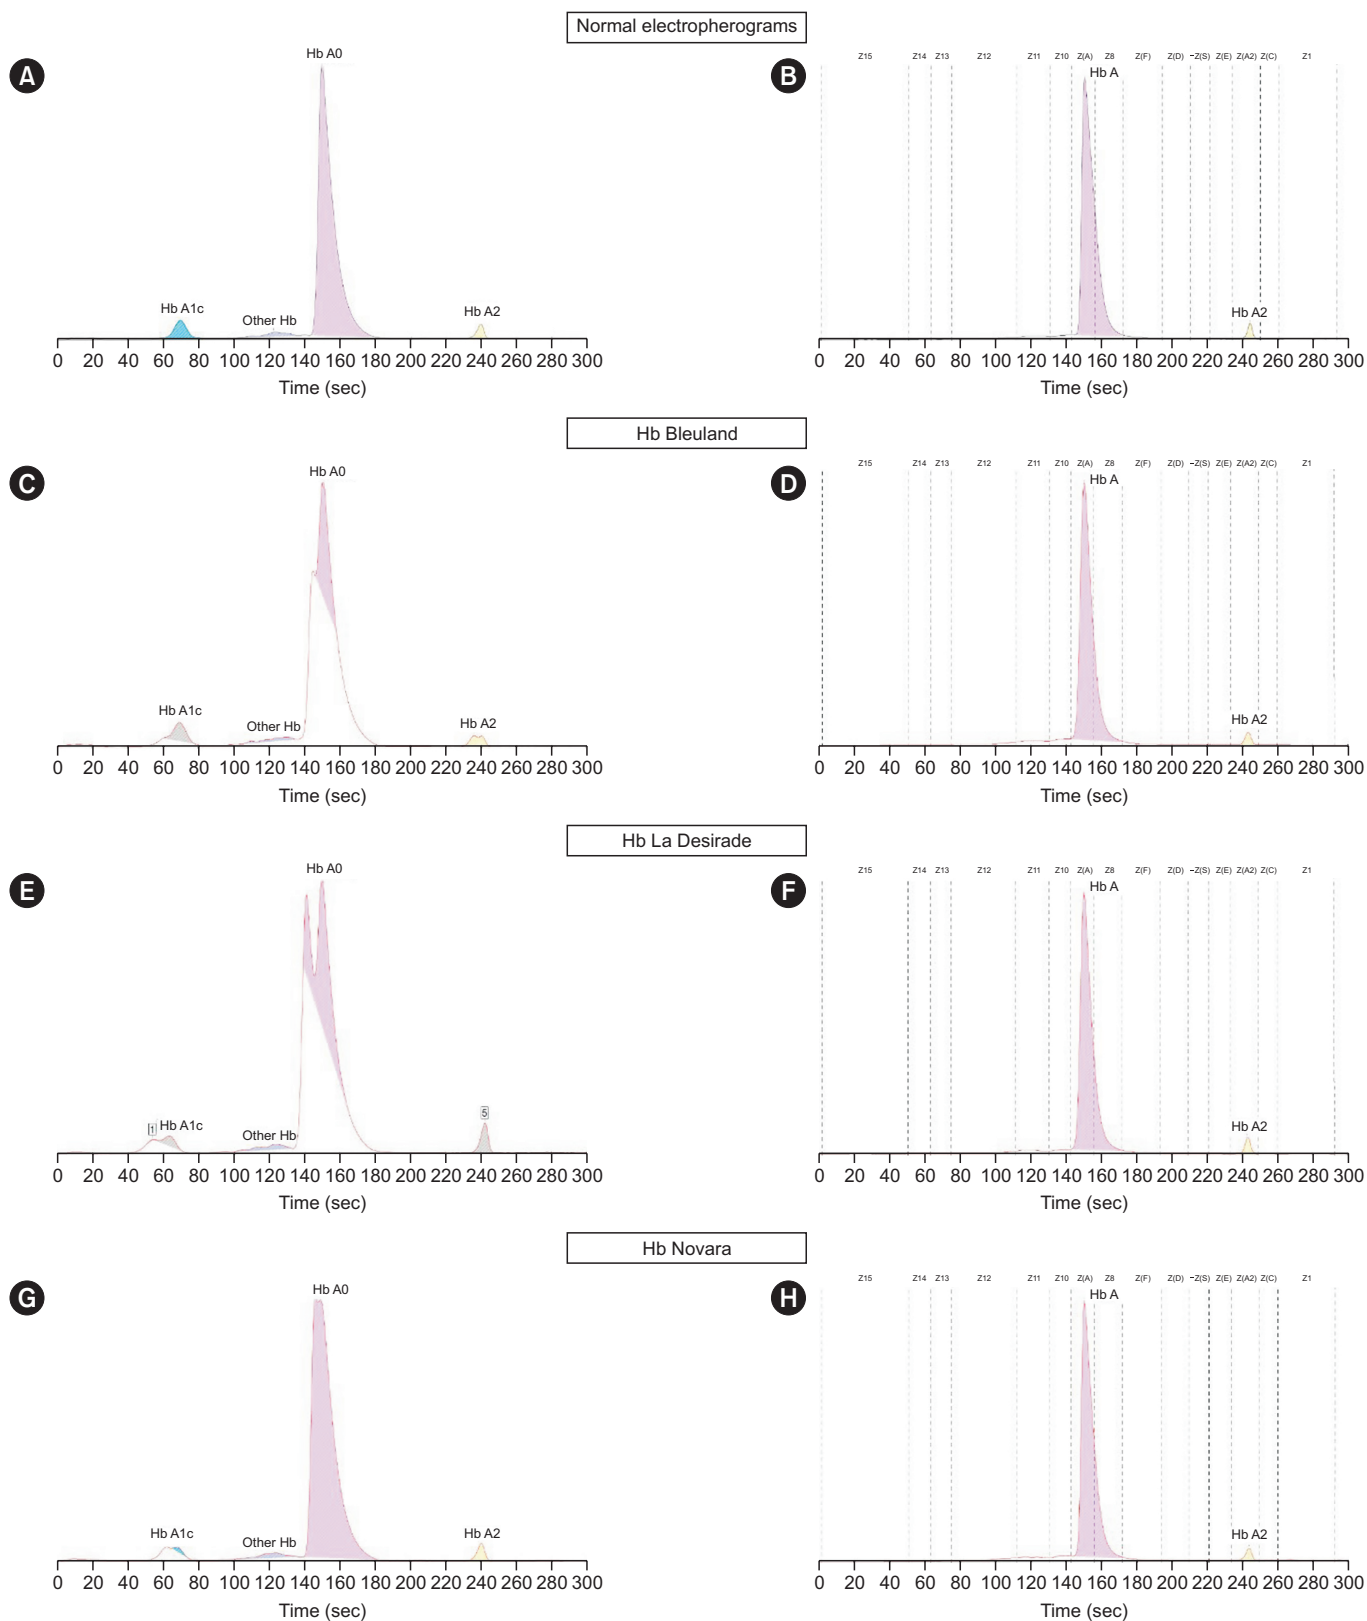 Normal electropherograms
A
Hb A0
Hb A1c
Other Hb
Hb A2
0 20 40 60 80 100 120 140 160 180 200 220 240 260 280 300
Time (sec)
B
Z15 Z14 Z13 Z12 Z11 Z10 Z(A) Z8 Z(F) Z(D) –Z(S) Z(E) Z(A2) Z(C) Z1
Hb A
Hb A2
0 20 40 60 80 100 120 140 160 180 200 220 240 260 280 300
Time (sec)
Hb Bleuland
C
Hb A0
Hb A1c
Other Hb
Hb A2
0 20 40 60 80 100 120 140 160 180 200 220 240 260 280 300
Time (sec)
D
Z15 Z14 Z13 Z12 Z11 Z10 Z(A) Z8 Z(F) Z(D) –Z(S) Z(E) Z(A2) Z(C) Z1
Hb A
Hb A2
0 20 40 60 80 100 120 140 160 180 200 220 240 260 280 300
Time (sec)
Hb La Desirade
E
Hb A0
1
Hb A1c
Other Hb
5
0 20 40 60 80 100 120 140 160 180 200 220 240 260 280 300
Time (sec)
F
Z15 Z14 Z13 Z12 Z11 Z10 Z(A) Z8 Z(F) Z(D) –Z(S) Z(E) Z(A2) Z(C) Z1
Hb A
Hb A2
0 20 40 60 80 100 120 140 160 180 200 220 240 260 280 300
Time (sec)
Hb Novara
G
Hb A0
Hb A1c
Other Hb
Hb A2
0 20 40 60 80 100 120 140 160 180 200 220 240 260 280 300
Time (sec)
H
Z15 Z14 Z13 Z12 Z11 Z10 Z(A) Z8 Z(F) Z(D) –Z(S) Z(E) Z(A2) Z(C) Z1
Hb A
Hb A2
0 20 40 60 80 100 120 140 160 180 200 220 240 260 280 300
Time (sec)